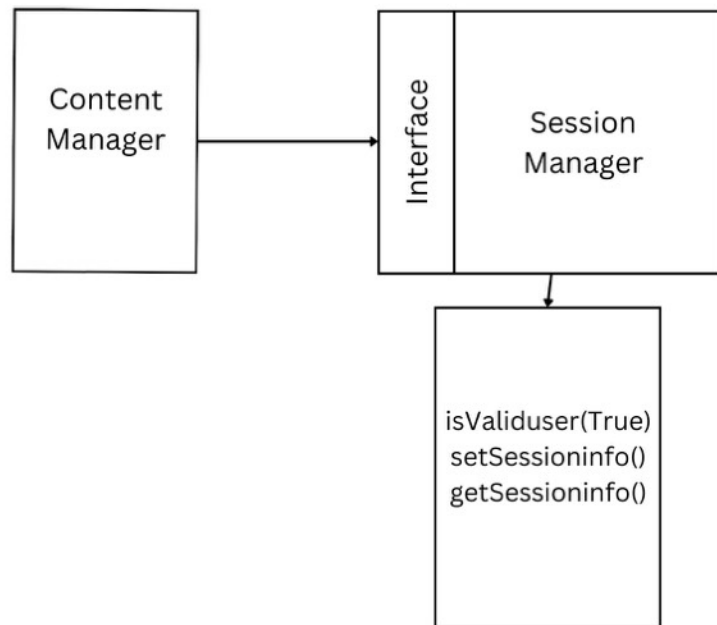 Content
Manager
Interface
Session
Manager
isValiduser(True)
setSessioninfo()
getSessioninfo()